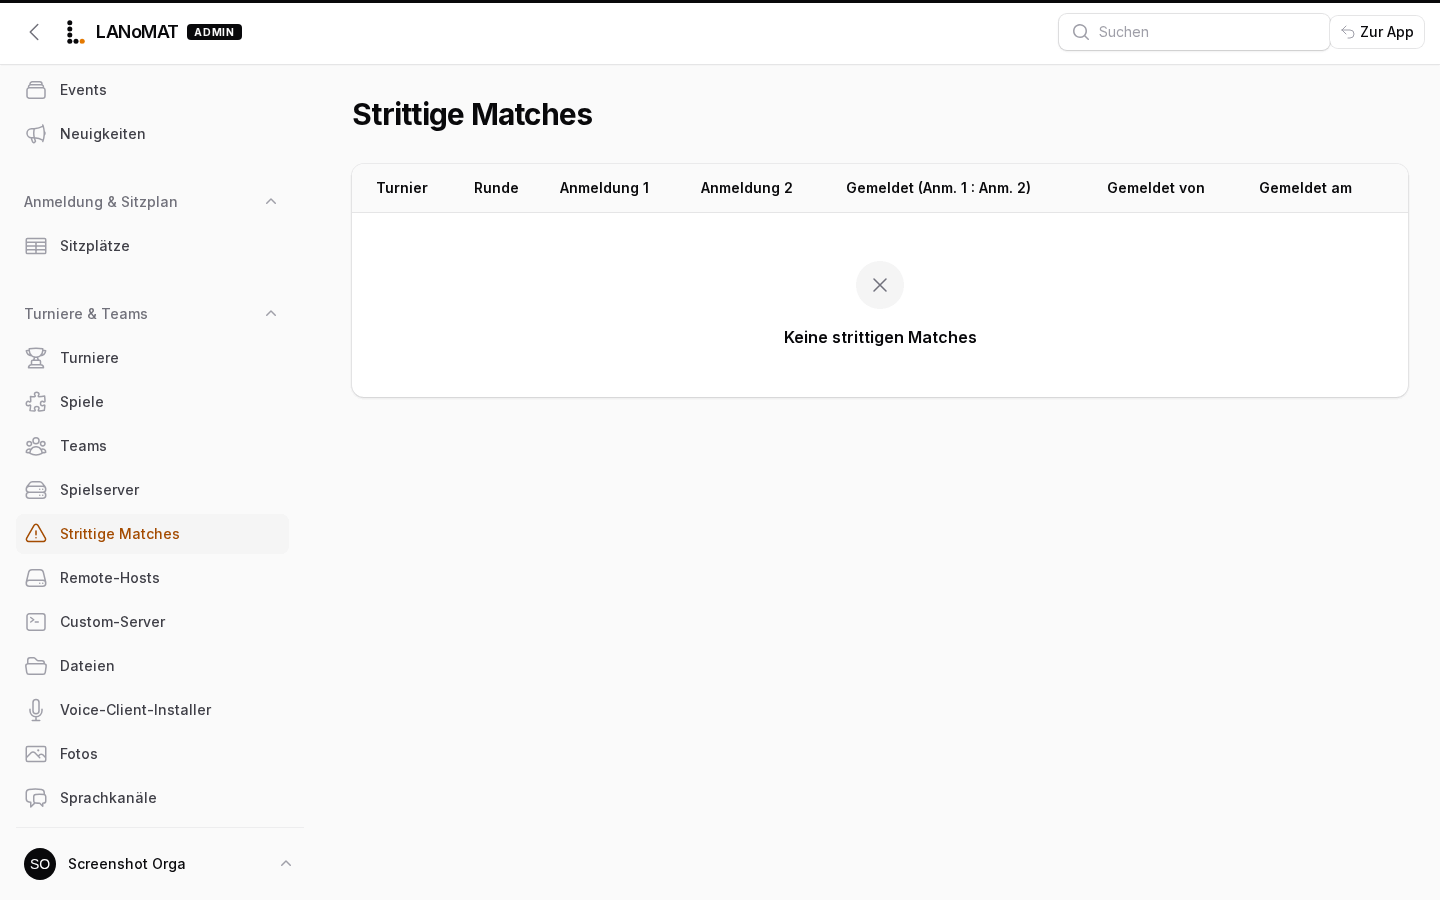 LANoMAT ADMIN
Suchen
Zur App
Events
Neuigkeiten
Anmeldung & Sitzplan
Sitzplätze
Turniere & Teams
Turniere
Spiele
Teams
Spielserver
Strittige Matches
Remote-Hosts
Custom-Server
Dateien
Voice-Client-Installer
Fotos
Sprachkanäle
SO Screenshot Orga
Strittige Matches
Turnier Runde Anmeldung 1 Anmeldung 2 Gemeldet (Anm. 1 : Anm. 2) Gemeldet von Gemeldet am
Keine strittigen Matches